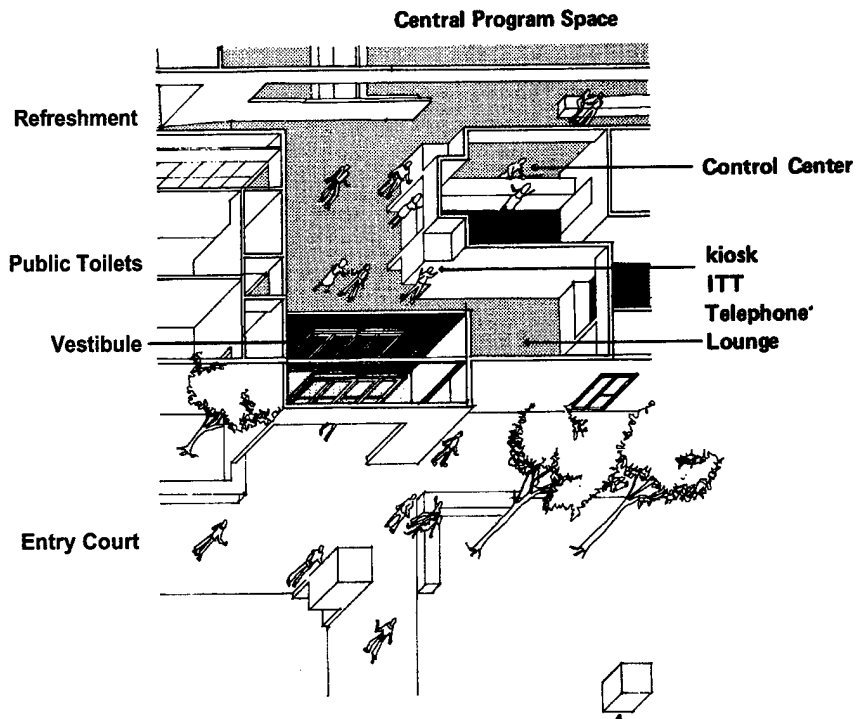 Central Program Space
Refreshment
Control Center
Public Toilets
kiosk
ITT
Telephone'
Vestibule
Lounge
Entry Court